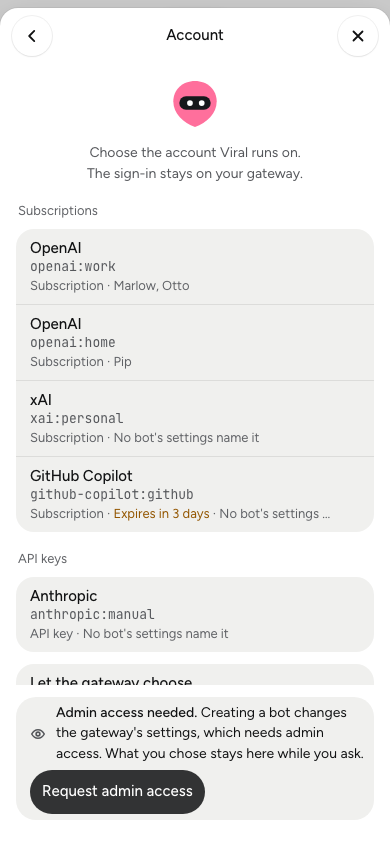 Account
Choose the account Viral runs on.
The sign-in stays on your gateway.
Subscriptions
OpenAI
openai:work
Subscription · Marlow, Otto
OpenAI
openai:home
Subscription · Pip
xAI
xai:personal
Subscription · No bot's settings name it
GitHub Copilot
github-copilot:github
Subscription · Expires in 3 days · No bot's settings ...
API keys
Anthropic
anthropic:manual
API key · No bot's settings name it
Let the gateway choose
Admin access needed. Creating a bot changes
the gateway's settings, which needs admin
access. What you chose stays here while you ask.
Request admin access